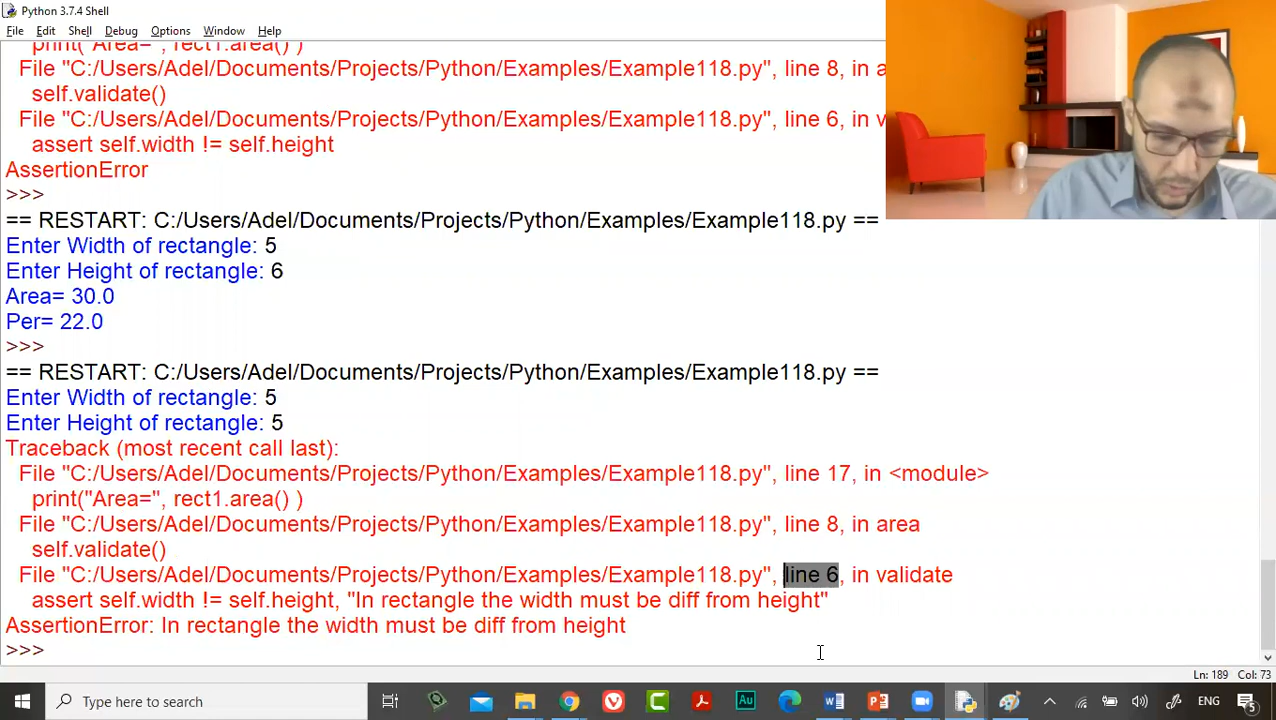 Python 3.7.4 Shell
File Edit Shell Debug Options Window Help
print("Area=", rect1.area() )
File "C:/Users/Adel/Documents/Projects/Python/Examples/Example118.py", line 8, in a
self.validate()
File "C:/Users/Adel/Documents/Projects/Python/Examples/Example118.py", line 6, in v
assert self.width != self.height
AssertionError
>>>
== RESTART: C:/Users/Adel/Documents/Projects/Python/Examples/Example118.py ==
Enter Width of rectangle: 5
Enter Height of rectangle: 6
Area= 30.0
Per= 22.0
>>>
== RESTART: C:/Users/Adel/Documents/Projects/Python/Examples/Example118.py ==
Enter Width of rectangle: 5
Enter Height of rectangle: 5
Traceback (most recent call last):
File "C:/Users/Adel/Documents/Projects/Python/Examples/Example118.py", line 17, in <module>
print("Area=", rect1.area() )
File "C:/Users/Adel/Documents/Projects/Python/Examples/Example118.py", line 8, in area
self.validate()
File "C:/Users/Adel/Documents/Projects/Python/Examples/Example118.py", line 6, in validate
assert self.width != self.height, "In rectangle the width must be diff from height"
AssertionError: In rectangle the width must be diff from height
>>>
Ln: 189 Col: 73
Type here to search
Au
ENG
5